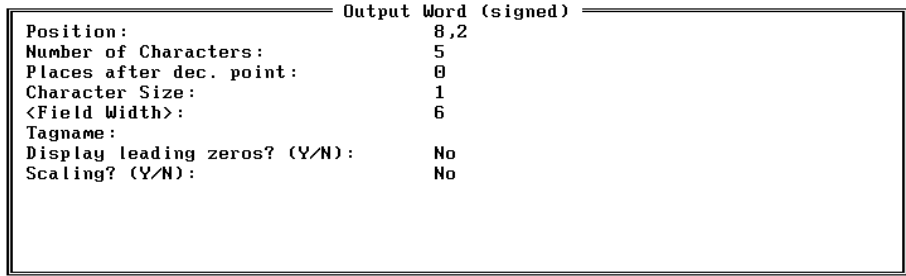 Output Word (signed)
Position: 8,2
Number of Characters: 5
Places after dec. point: 0
Character Size: 1
<Field Width>: 6
Tagname:
Display leading zeros? (Y/N): No
Scaling? (Y/N): No